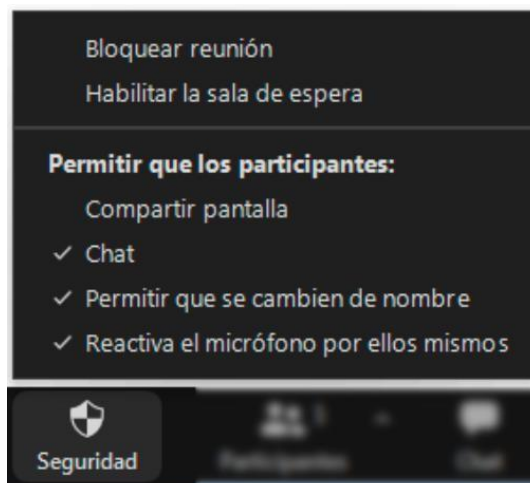 Bloquear reunión
Habilitar la sala de espera
Permitir que los participantes:
Compartir pantalla
Chat
Permitir que se cambien de nombre
Reactiva el micrófono por ellos mismos
Seguridad